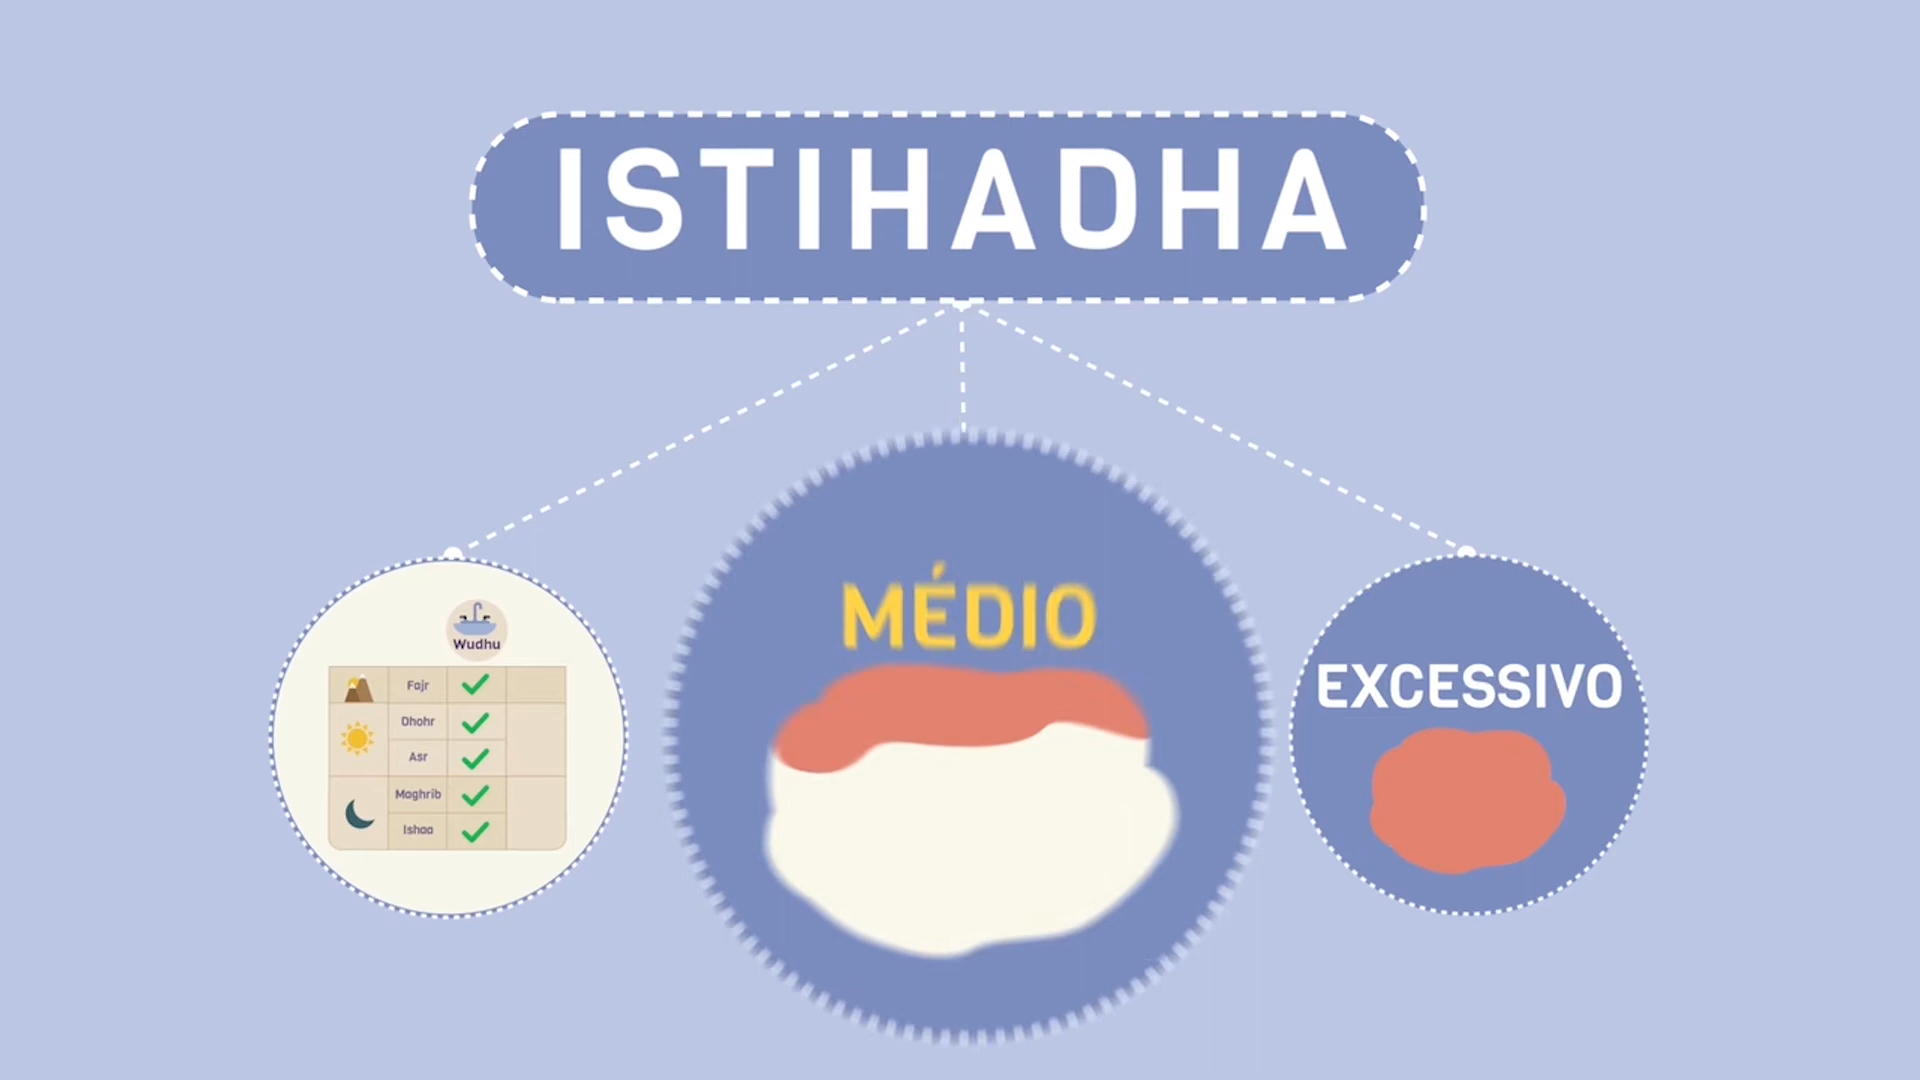 ISTIHADHA
Wudhu
Fajr
Dhohr
Asr
Maghrib
Ishaa
MÉDIO
EXCESSIVO